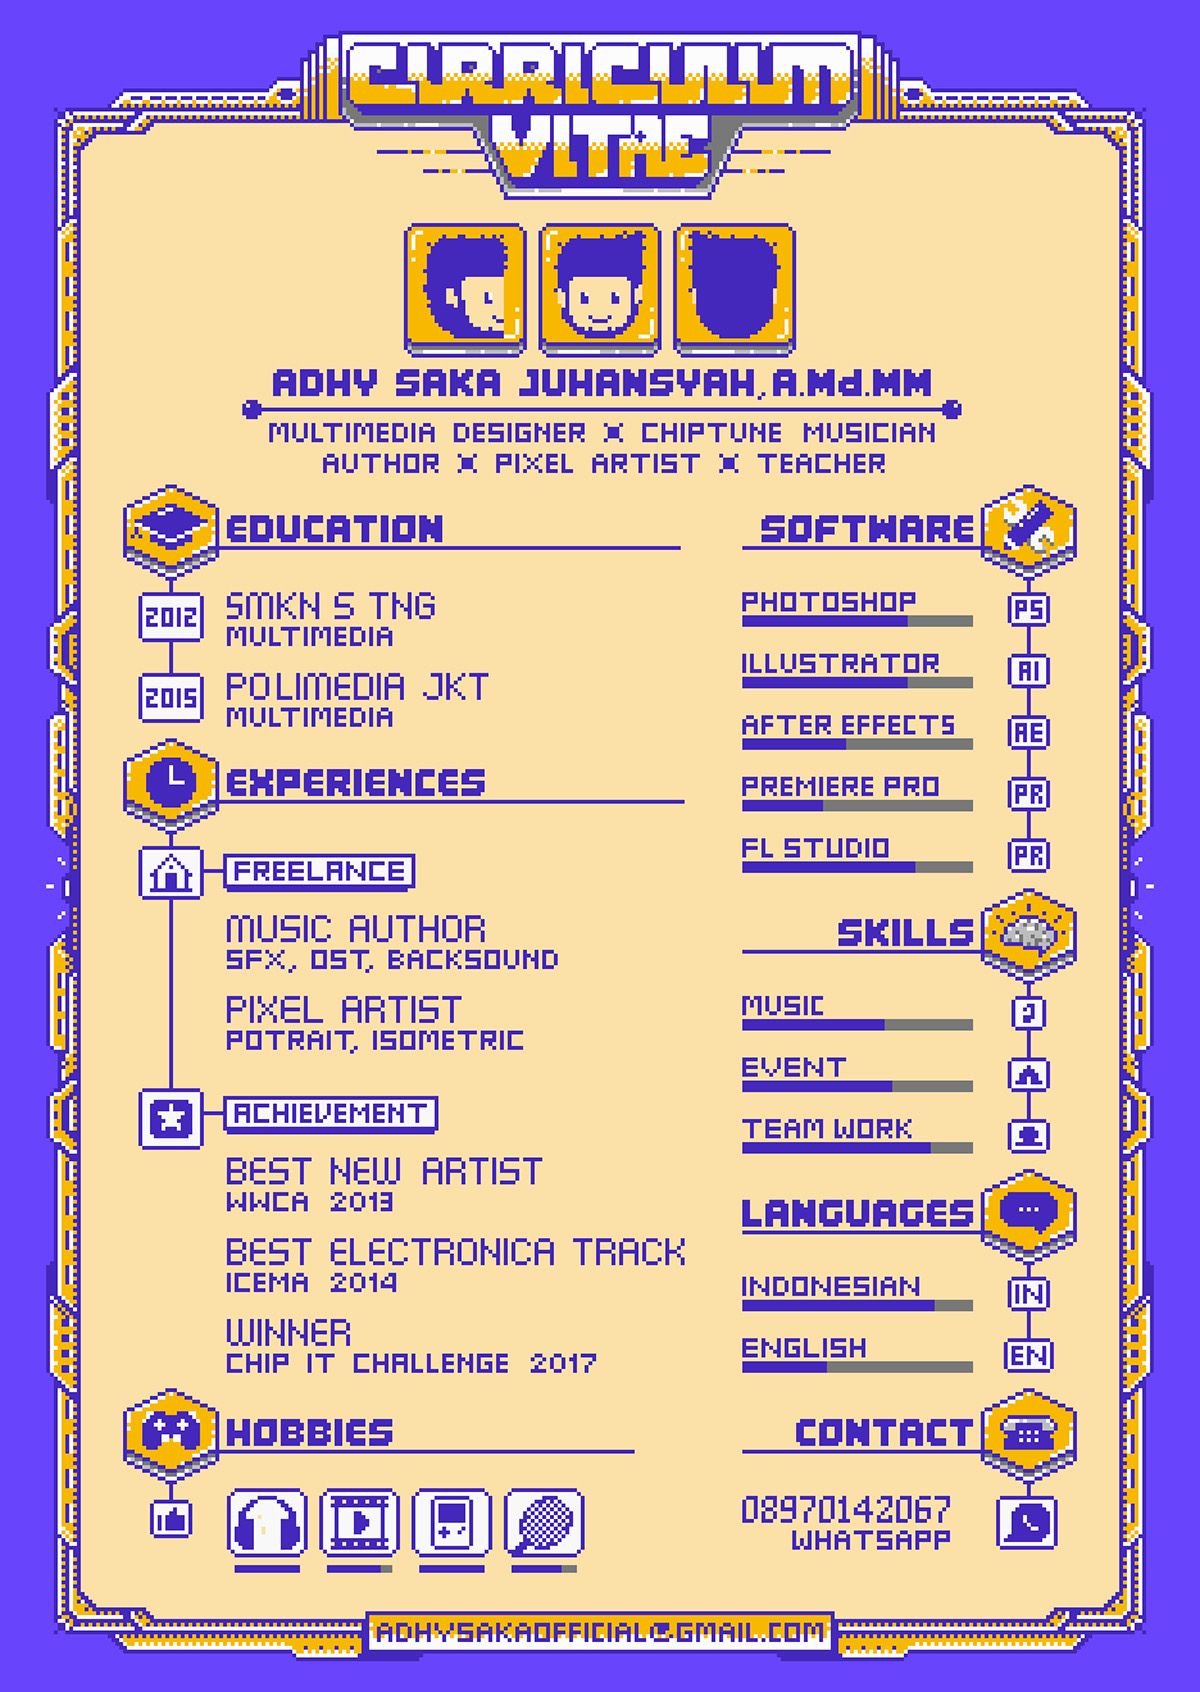 CURRICULUM
VITAE
ADHY SAKA JUHANSYAH, A.Md.MM
MULTIMEDIA DESIGNER × CHIPTUNE MUSICIAN
AUTHOR × PIXEL ARTIST × TEACHER
EDUCATION
2012
SMKN 5 TNG
MULTIMEDIA
2015
POLIMEDIA JKT
MULTIMEDIA
EXPERIENCES
FREELANCE
MUSIC AUTHOR
SFX, OST, BACKSOUND
PIXEL ARTIST
POTRAIT, ISOMETRIC
ACHIEVEMENT
BEST NEW ARTIST
WWCA 2013
BEST ELECTRONICA TRACK
ICEMA 2014
WINNER
CHIP IT CHALLENGE 2017
HOBBIES
SOFTWARE
PHOTOSHOP
PS
ILLUSTRATOR
AI
AFTER EFFECTS
AE
PREMIERE PRO
PR
FL STUDIO
PR
SKILLS
MUSIC
EVENT
TEAM WORK
LANGUAGES
INDONESIAN
IN
ENGLISH
EN
CONTACT
08970142067
WHATSAPP
ADHYSAKAOFFICIAL@GMAIL.COM